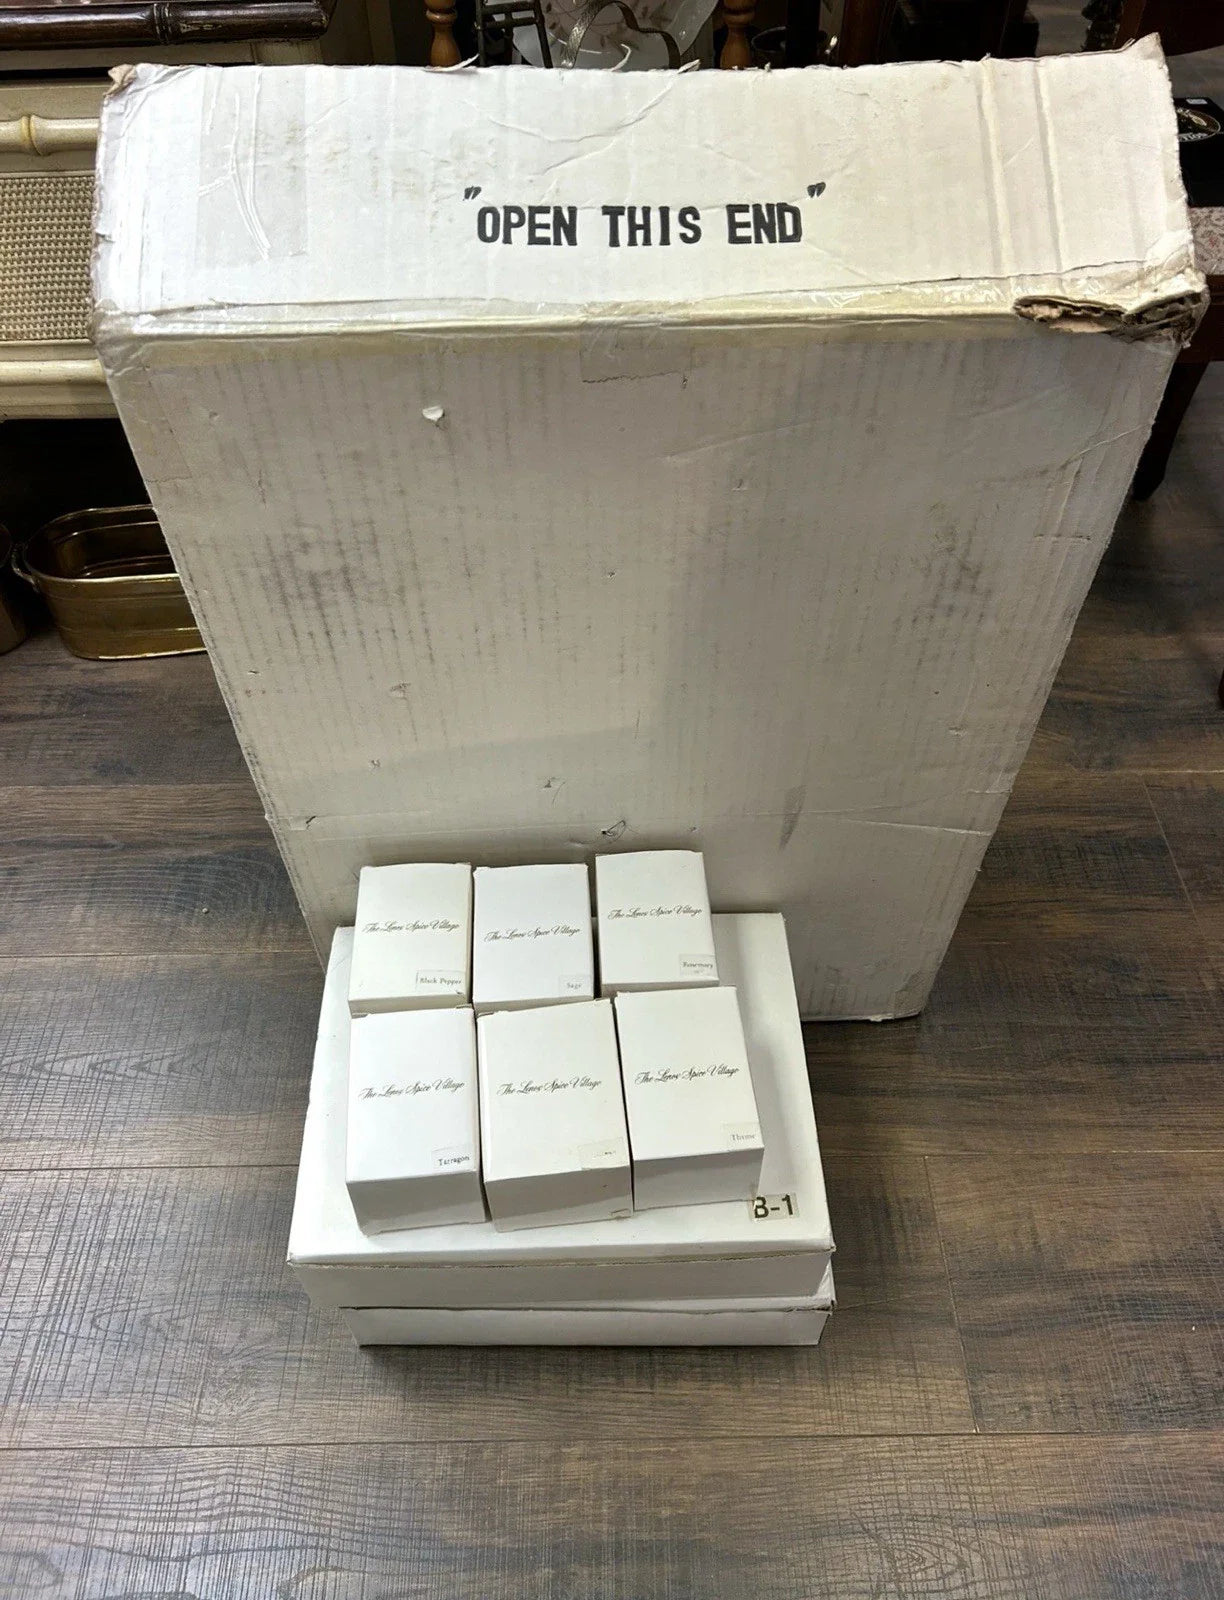 "OPEN THIS END"
The Lenox Spice Village
Black Pepper
The Lenox Spice Village
Sage
The Lenox Spice Village
Rosemary
The Lenox Spice Village
Tarragon
The Lenox Spice Village
The Lenox Spice Village
Thyme
B-1